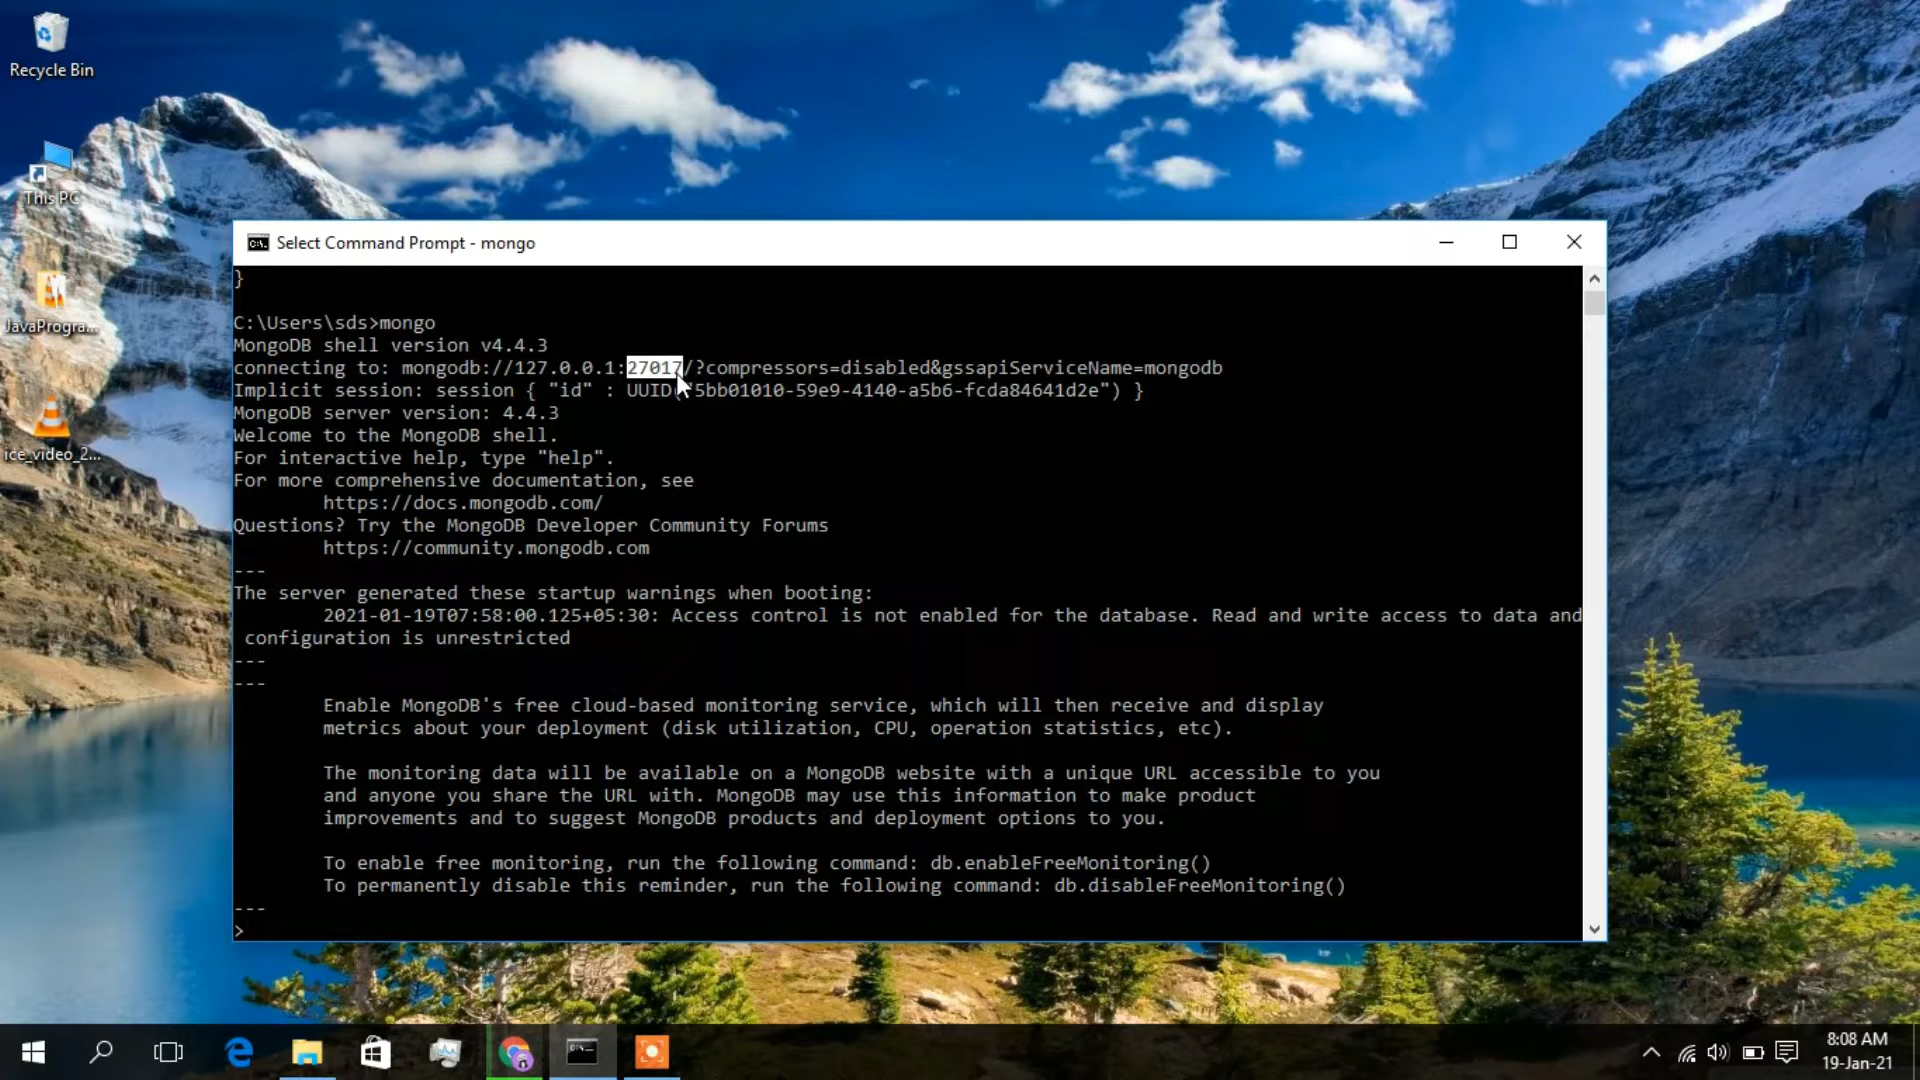 Recycle Bin
This PC
JavaProgra...
ice_video_2...
Select Command Prompt - mongo
}
C:\Users\sds>mongo
MongoDB shell version v4.4.3
connecting to: mongodb://127.0.0.1:27017/?compressors=disabled&gssapiServiceName=mongodb
Implicit session: session { "id" : UUID("5bb01010-59e9-4140-a5b6-fcda84641d2e") }
MongoDB server version: 4.4.3
Welcome to the MongoDB shell.
For interactive help, type "help".
For more comprehensive documentation, see
https://docs.mongodb.com/
Questions? Try the MongoDB Developer Community Forums
https://community.mongodb.com
---
The server generated these startup warnings when booting:
2021-01-19T07:58:00.125+05:30: Access control is not enabled for the database. Read and write access to data and
configuration is unrestricted
---
---
Enable MongoDB's free cloud-based monitoring service, which will then receive and display
metrics about your deployment (disk utilization, CPU, operation statistics, etc).
The monitoring data will be available on a MongoDB website with a unique URL accessible to you
and anyone you share the URL with. MongoDB may use this information to make product
improvements and to suggest MongoDB products and deployment options to you.
To enable free monitoring, run the following command: db.enableFreeMonitoring()
To permanently disable this reminder, run the following command: db.disableFreeMonitoring()
---
>
8:08 AM
19-Jan-21